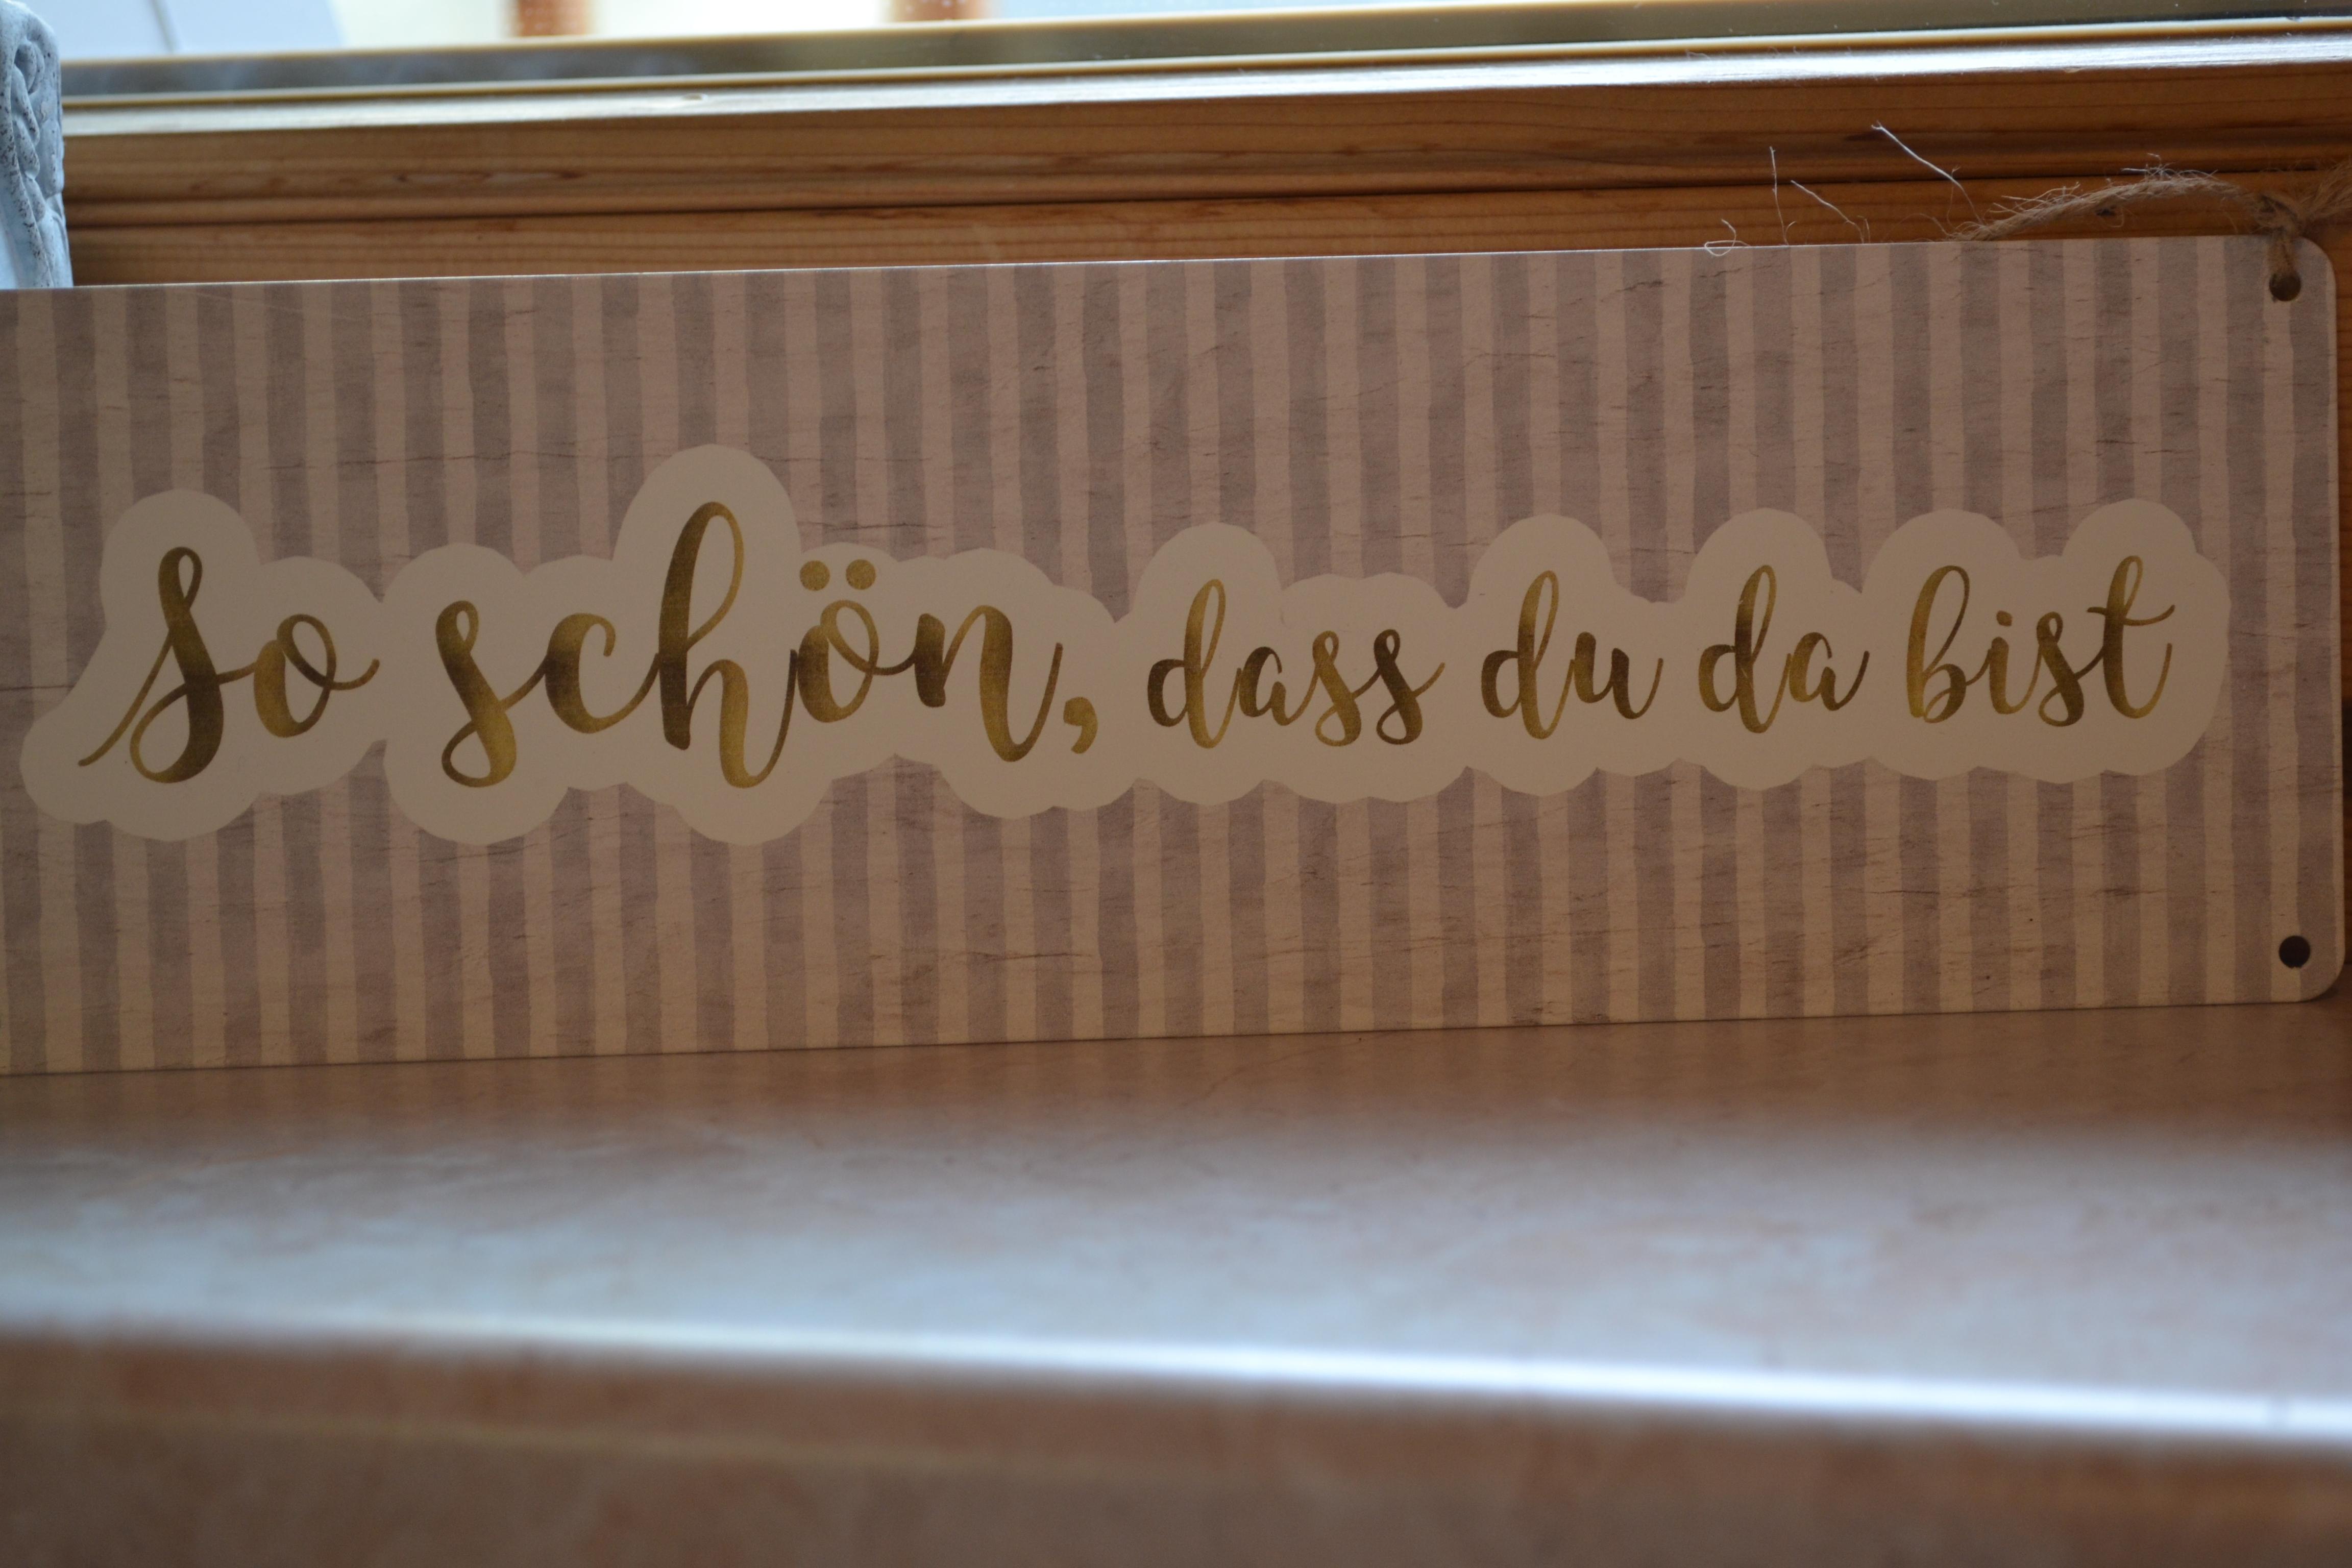 So schön, dass du da bist